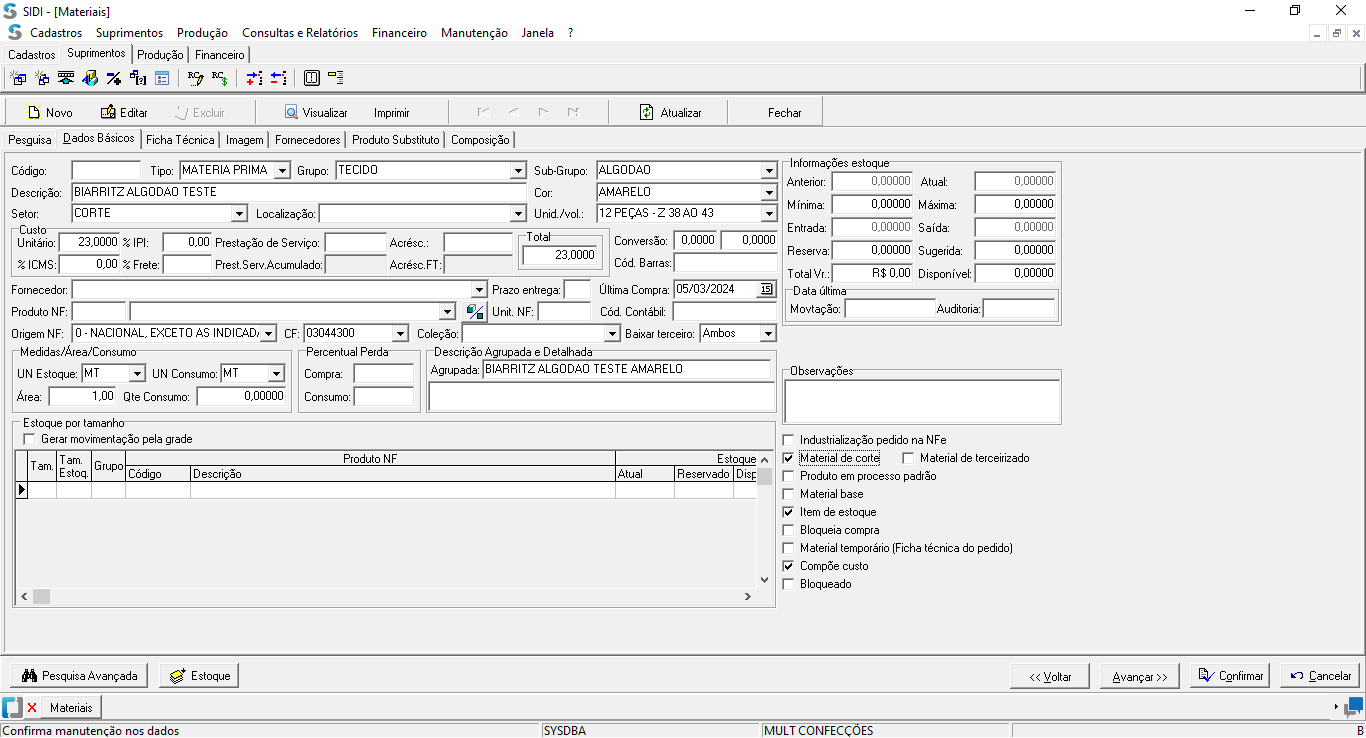 SIDI - [Materiais]
Cadastros Suprimentos Produção Consultas e Relatórios Financeiro Manutenção Janela ?
Cadastros Suprimentos Produção Financeiro
Novo Editar Excluir Visualizar Imprimir Atualizar Fechar
Pesquisa Dados Básicos Ficha Técnica Imagem Fornecedores Produto Substituto Composição
Código: Tipo: MATERIA PRIMA Grupo: TECIDO Sub-Grupo: ALGODAO
Descrição: BIARRITZ ALGODAO TESTE Cor: AMARELO
Setor: CORTE Localização: Unid./vol.: 12 PEÇAS - Z 38 AO 43
Custo
Unitário: 23,0000 % IPI: 0,00 Prestação de Serviço: Acrésc.: Total 23,0000 Conversão: 0,0000 0,0000
% ICMS: 0,00 % Frete: Prest.Serv.Acumulado: Acrésc.FT: Cód. Barras:
Fornecedor: Prazo entrega: Última Compra: 05/03/2024 15
Produto NF: Unit. NF: Cód. Contábil:
Origem NF: 0 - NACIONAL, EXCETO AS INDICADA CF: 03044300 Coleção: Baixar terceiro: Ambos
Informações estoque
Anterior: 0,00000 Atual: 0,00000
Mínima: 0,00000 Máxima: 0,00000
Entrada: 0,00000 Saída: 0,00000
Reserva: 0,00000 Sugerida: 0,00000
Total Vr.: R$ 0,00 Disponível: 0,00000
Data última
Movtação: Auditoria:
Medidas/Área/Consumo
UN Estoque: MT UN Consumo: MT
Área: 1,00 Qte Consumo: 0,00000
Percentual Perda
Compra:
Consumo:
Descrição Agrupada e Detalhada
Agrupada: BIARRITZ ALGODAO TESTE AMARELO
Observações
Estoque por tamanho
Gerar movimentação pela grade
Tam. Tam. Estoq. Grupo Produto NF Estoque
Código Descrição Atual Reservado Disp
Industrialização pedido na NFe
Material de corte Material de terceirizado
Produto em processo padrão
Material base
Item de estoque
Bloqueia compra
Material temporário (Ficha técnica do pedido)
Compõe custo
Bloqueado
Pesquisa Avançada Estoque << Voltar Avançar >> Confirmar Cancelar
Materiais
Confirma manutenção nos dados SYSDBA MULT CONFECÇÕES B